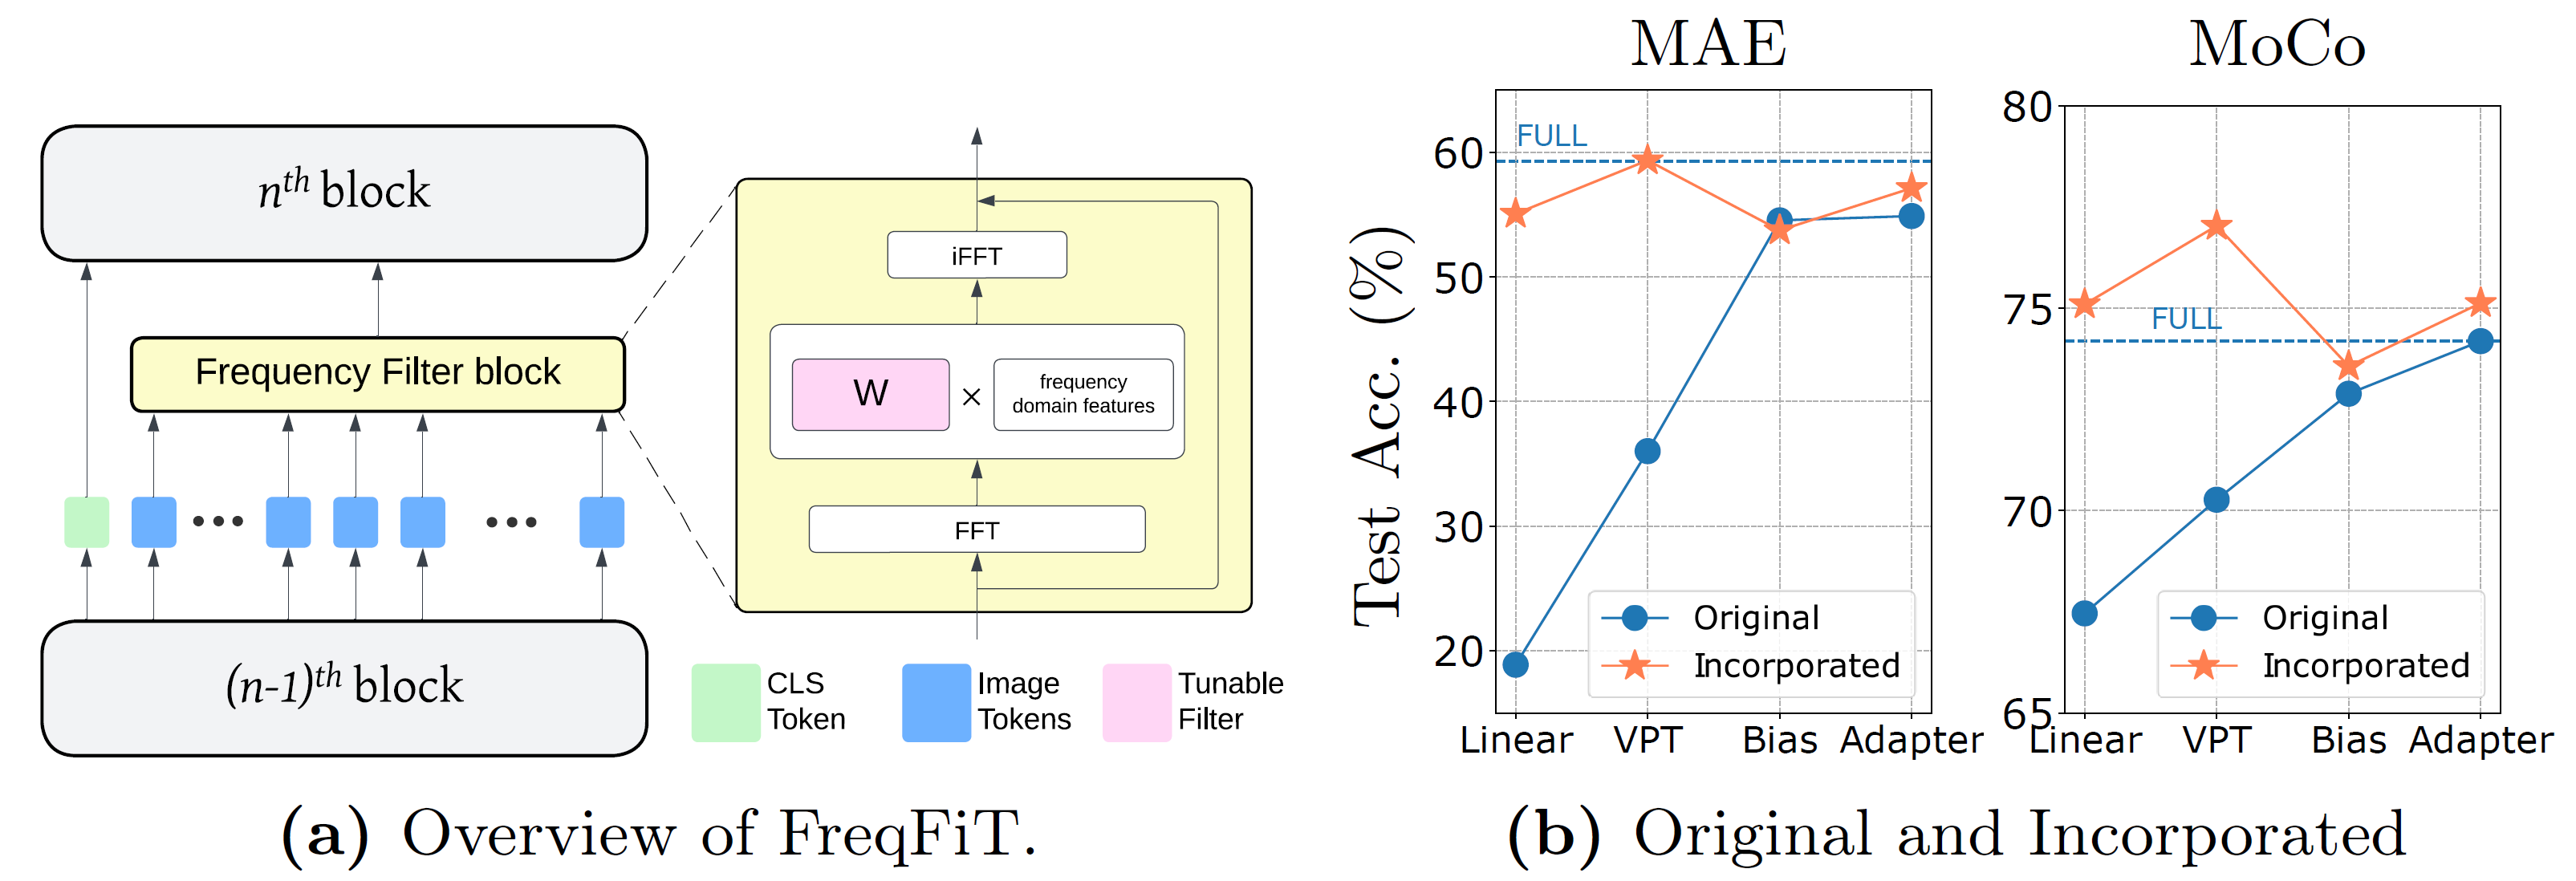 nth block
Frequency Filter block
(n-1)th block
iFFT
W
×
frequency
domain features
FFT
CLS
Token
Image
Tokens
Tunable
Filter
(a) Overview of FreqFiT.
MAE
Test Acc. (%)
60
50
40
30
20
FULL
Original
Incorporated
Linear VPT Bias Adapter
MoCo
80
75
70
65
FULL
Original
Incorporated
Linear VPT Bias Adapter
(b) Original and Incorporated